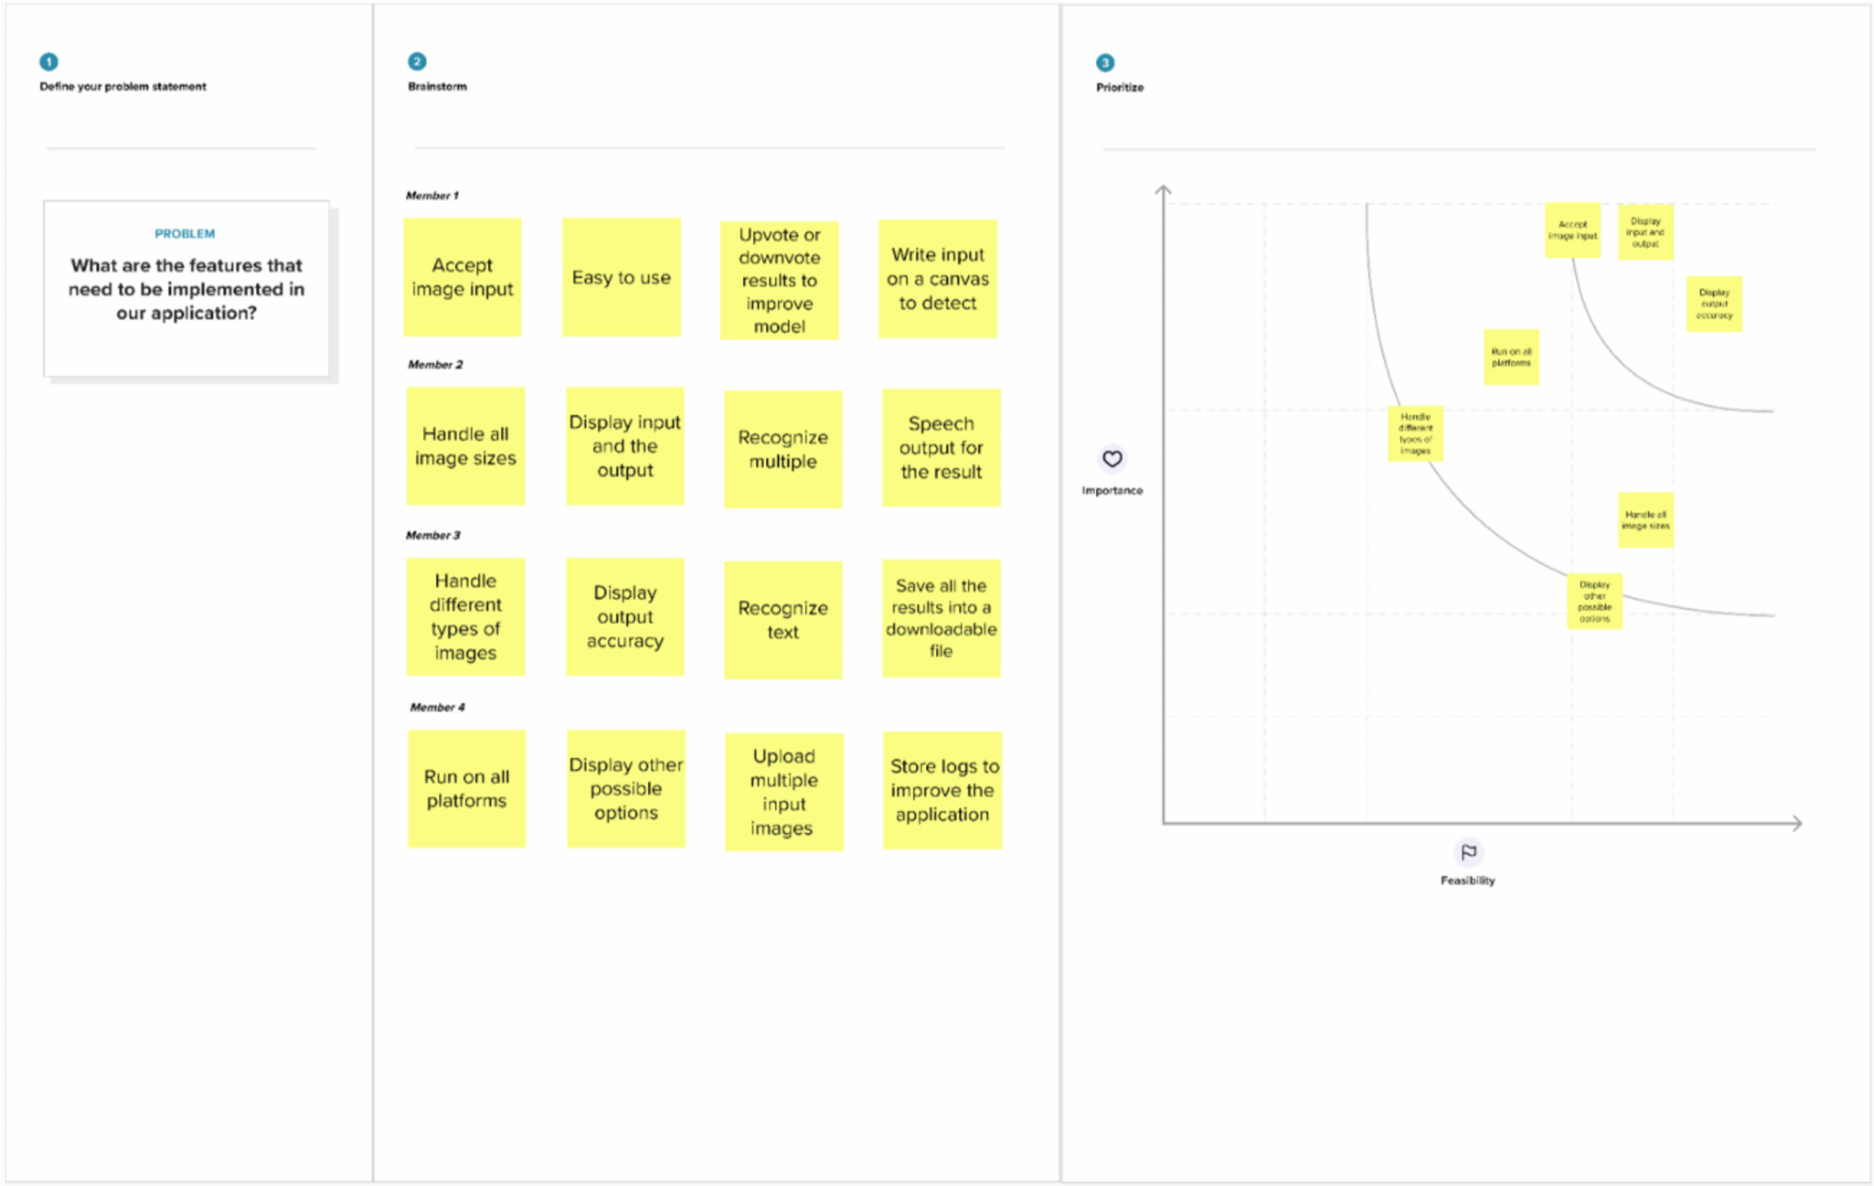 1
Define your problem statement
PROBLEM
What are the features that
need to be implemented in
our application?
2
Brainstorm
Member 1
Accept
image input
Easy to use
Upvote or
downvote
results to
improve
model
Write input
on a canvas
to detect
Member 2
Handle all
image sizes
Display input
and the
output
Recognize
multiple
Speech
output for
the result
Member 3
Handle
different
types of
images
Display
output
accuracy
Recognize
text
Save all the
results into a
downloadable
file
Member 4
Run on all
platforms
Display other
possible
options
Upload
multiple
input
images
Store logs to
improve the
application
3
Prioritize
Accept
image input
Display
input and
output
Display
output
accuracy
Run on all
platforms
Handle
different
types of
images
Importance
Handle all
image sizes
Display
other
possible
options
Feasibility